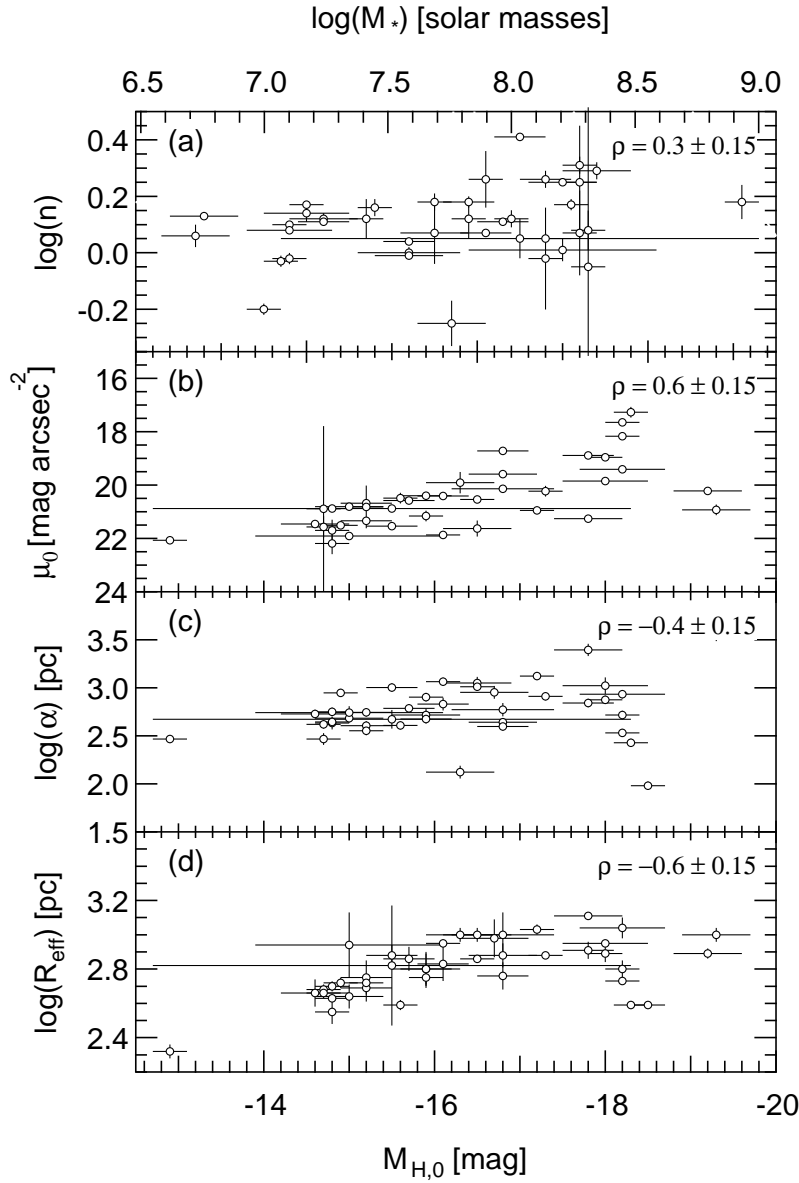 log(M*) [solar masses]
6.5 7.0 7.5 8.0 8.5 9.0
(a)
ρ = 0.3 ± 0.15
0.4
0.2
0.0
-0.2
log(n)
(b)
ρ = 0.6 ± 0.15
16
18
20
22
24
μ0 [mag arcsec-2
(c)
ρ = −0.4 ± 0.15
3.5
3.0
2.5
2.0
1.5
log(α) [pc]
(d)
ρ = −0.6 ± 0.15
3.2
2.8
2.4
log(Reff) [pc]
-14 -16 -18 -20
MH,0 [mag]